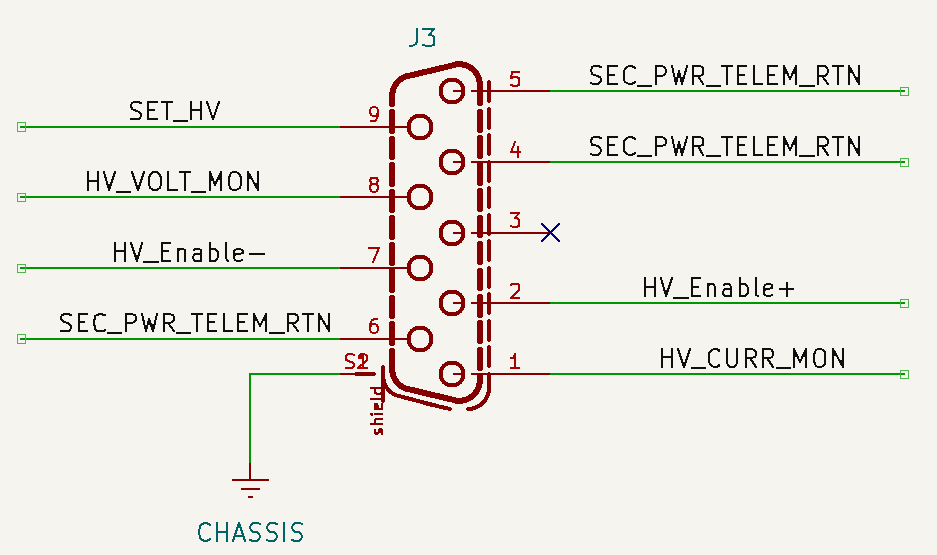 J3
5 SEC_PWR_TELEM_RTN
SET_HV 9
4 SEC_PWR_TELEM_RTN
HV_VOLT_MON 8
3
HV_Enable- 7
2 HV_Enable+
SEC_PWR_TELEM_RTN 6
1 HV_CURR_MON
shield
CHASSIS